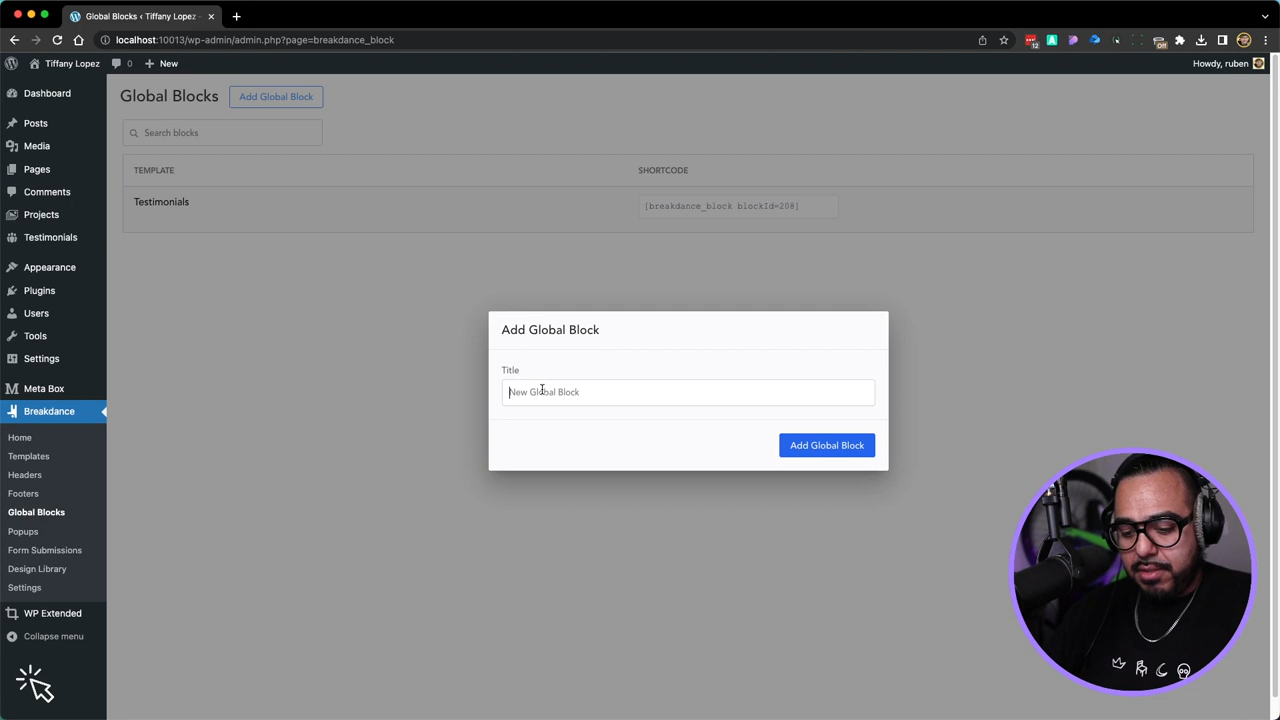 Global Blocks ‹ Tiffany Lopez -
localhost:10013/wp-admin/admin.php?page=breakdance_block
12
Off
Tiffany Lopez
0
New
Howdy, ruben
Dashboard
Posts
Media
Pages
Comments
Projects
Testimonials
Appearance
Plugins
Users
Tools
Settings
Meta Box
Breakdance
Home
Templates
Headers
Footers
Global Blocks
Popups
Form Submissions
Design Library
Settings
WP Extended
Collapse menu
Global Blocks
Add Global Block
Search blocks
TEMPLATE
SHORTCODE
Testimonials
[breakdance_block blockId=208]
Add Global Block
Title
New Global Block
Add Global Block